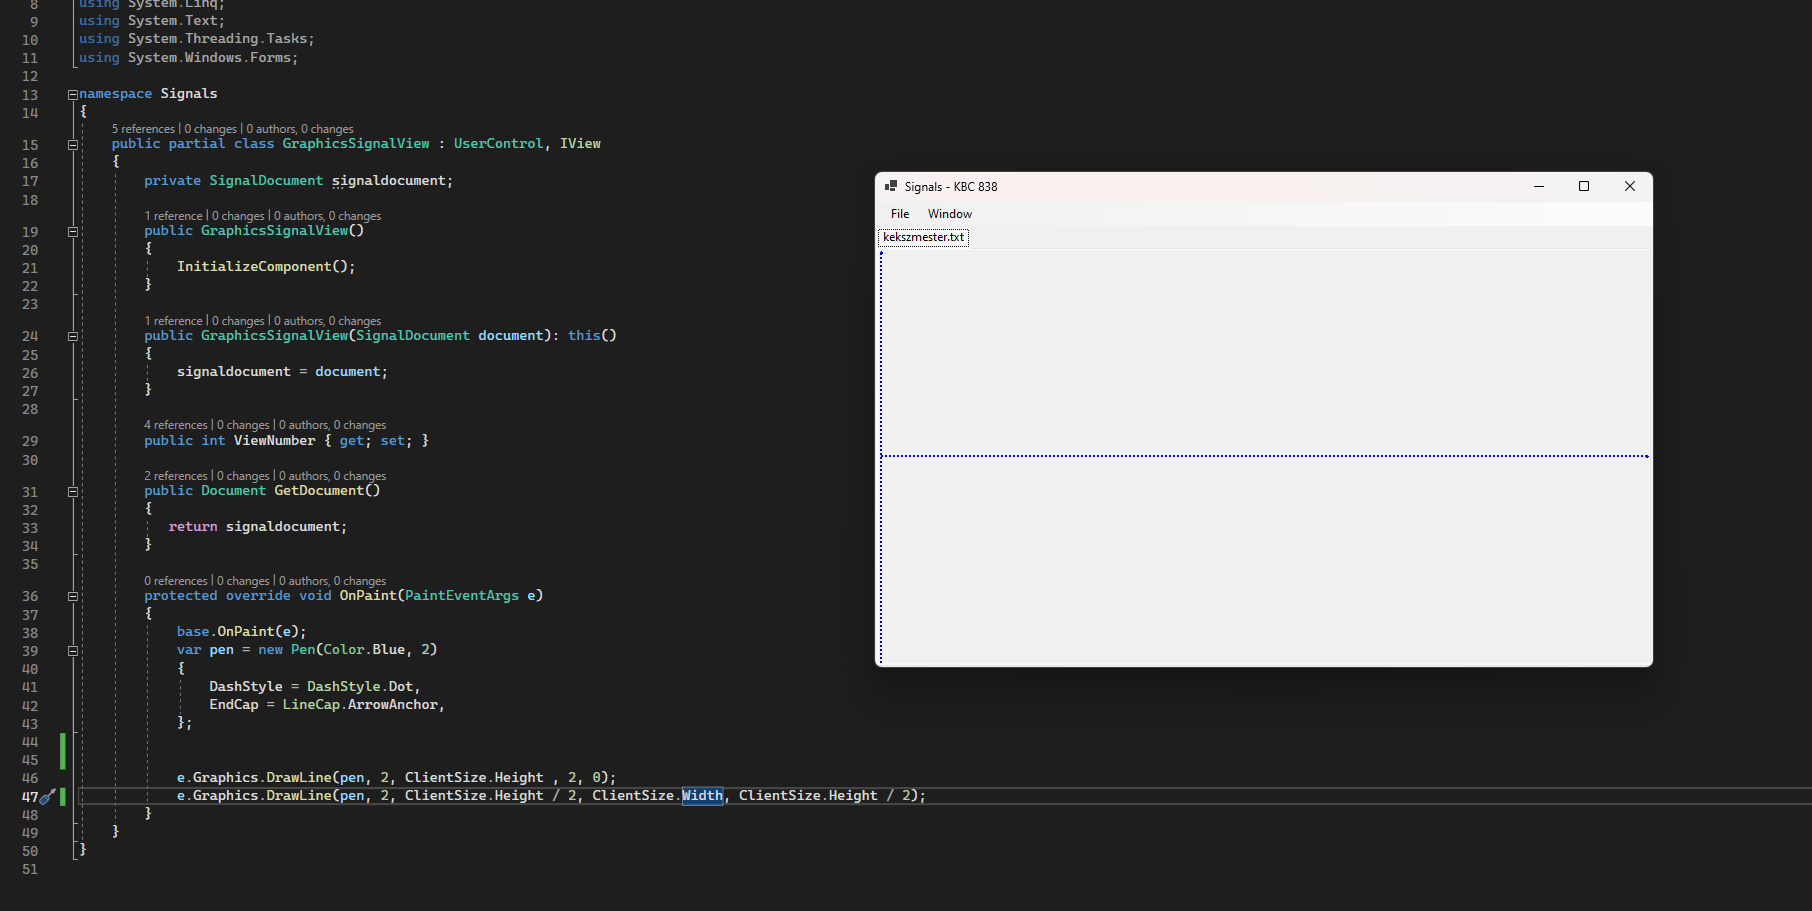 8 using System.Linq;
9 using System.Text;
10 using System.Threading.Tasks;
11 using System.Windows.Forms;
12
13 namespace Signals
14 {
5 references | 0 changes | 0 authors, 0 changes
15 public partial class GraphicsSignalView : UserControl, IView
16 {
17 private SignalDocument signaldocument;
18
1 reference | 0 changes | 0 authors, 0 changes
19 public GraphicsSignalView()
20 {
21 InitializeComponent();
22 }
23
1 reference | 0 changes | 0 authors, 0 changes
24 public GraphicsSignalView(SignalDocument document): this()
25 {
26 signaldocument = document;
27 }
28
4 references | 0 changes | 0 authors, 0 changes
29 public int ViewNumber { get; set; }
30
2 references | 0 changes | 0 authors, 0 changes
31 public Document GetDocument()
32 {
33 return signaldocument;
34 }
35
0 references | 0 changes | 0 authors, 0 changes
36 protected override void OnPaint(PaintEventArgs e)
37 {
38 base.OnPaint(e);
39 var pen = new Pen(Color.Blue, 2)
40 {
41 DashStyle = DashStyle.Dot,
42 EndCap = LineCap.ArrowAnchor,
43 };
44
45
46 e.Graphics.DrawLine(pen, 2, ClientSize.Height , 2, 0);
47 e.Graphics.DrawLine(pen, 2, ClientSize.Height / 2, ClientSize.Width, ClientSize.Height / 2);
48 }
49 }
50 }
51
Signals - KBC 838
File Window
kekszmester.txt